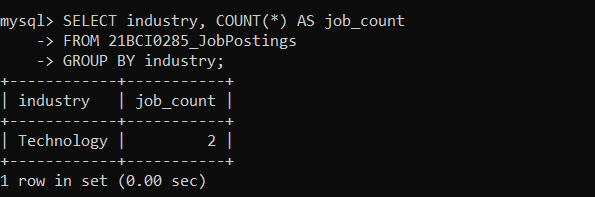 mysql> SELECT industry, COUNT(*) AS job_count
    -> FROM 21BCI0285_JobPostings
    -> GROUP BY industry;
+------------+-----------+
| industry   | job_count |
+------------+-----------+
| Technology |         2 |
+------------+-----------+
1 row in set (0.00 sec)